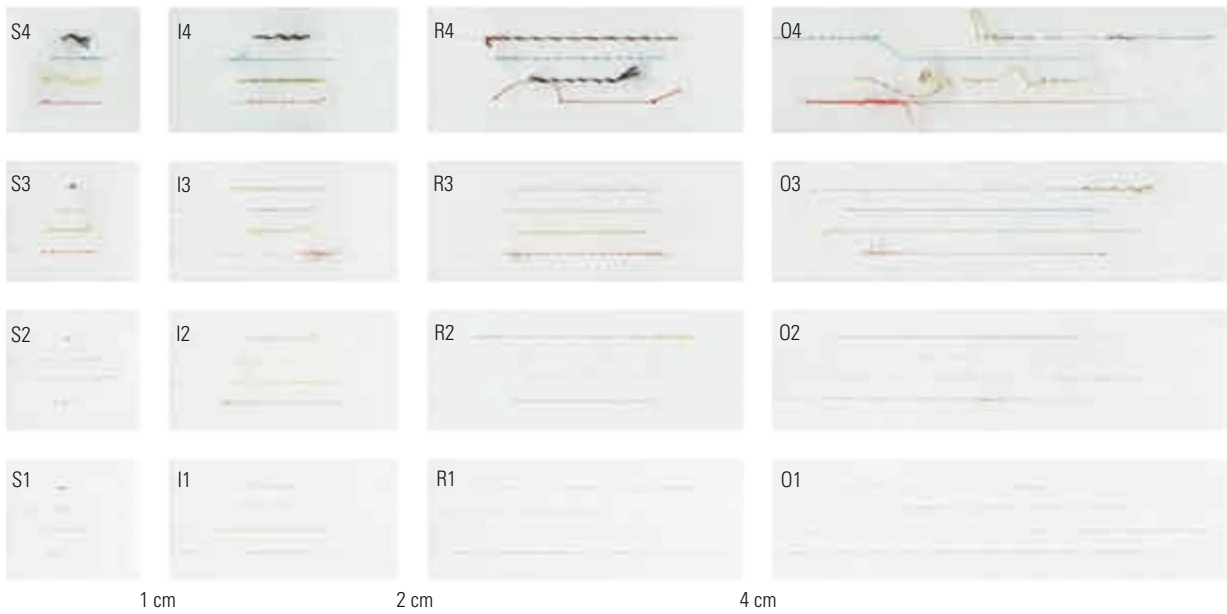 S4 I4 R4 O4
S3 I3 R3 O3
S2 I2 R2 O2
S1 I1 R1 O1
1 cm 2 cm 4 cm